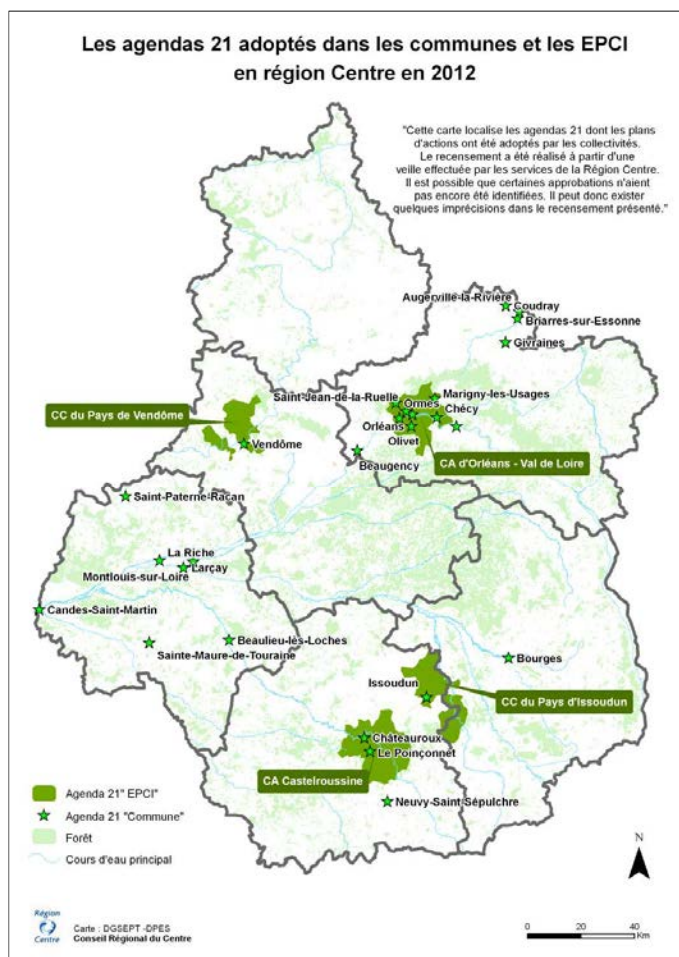 Les agendas 21 adoptés dans les communes et les EPCI
en région Centre en 2012
"Cette carte localise les agendas 21 dont les plans
d'actions ont été adoptés par les collectivités.
Le recensement a été réalisé à partir d'une
veille effectuée par les services de la Région Centre.
Il est possible que certaines approbations n'aient
pas encore été identifiées. Il peut donc exister
quelques imprécisions dans le recensement présenté."
Augerville-la-Rivière
Coudray
Briarres-sur-Essonne
Givraines
Saint-Jean-de-la-Ruelle
Marigny-les-Usages
Ormes
Chécy
CC du Pays de Vendôme
Orléans
Vendôme
Olivet
CA d'Orléans - Val de Loire
Beaugency
Saint-Paterne-Racan
La Riche
Larçay
Montlouis-sur-Loire
Candes-Saint-Martin
Beaulieu-lès-Loches
Sainte-Maure-de-Touraine
Bourges
Issoudun
CC du Pays d'Issoudun
Châteauroux
Le Poinçonnet
CA Castelroussine
Neuvy-Saint-Sépulchre
Agenda 21" EPCI"
Agenda 21 "Commune"
Forêt
Cours d'eau principal
N
Région
Centre
Carte : DGSEPT -DPES
Conseil Régional du Centre
0 20 40
Km